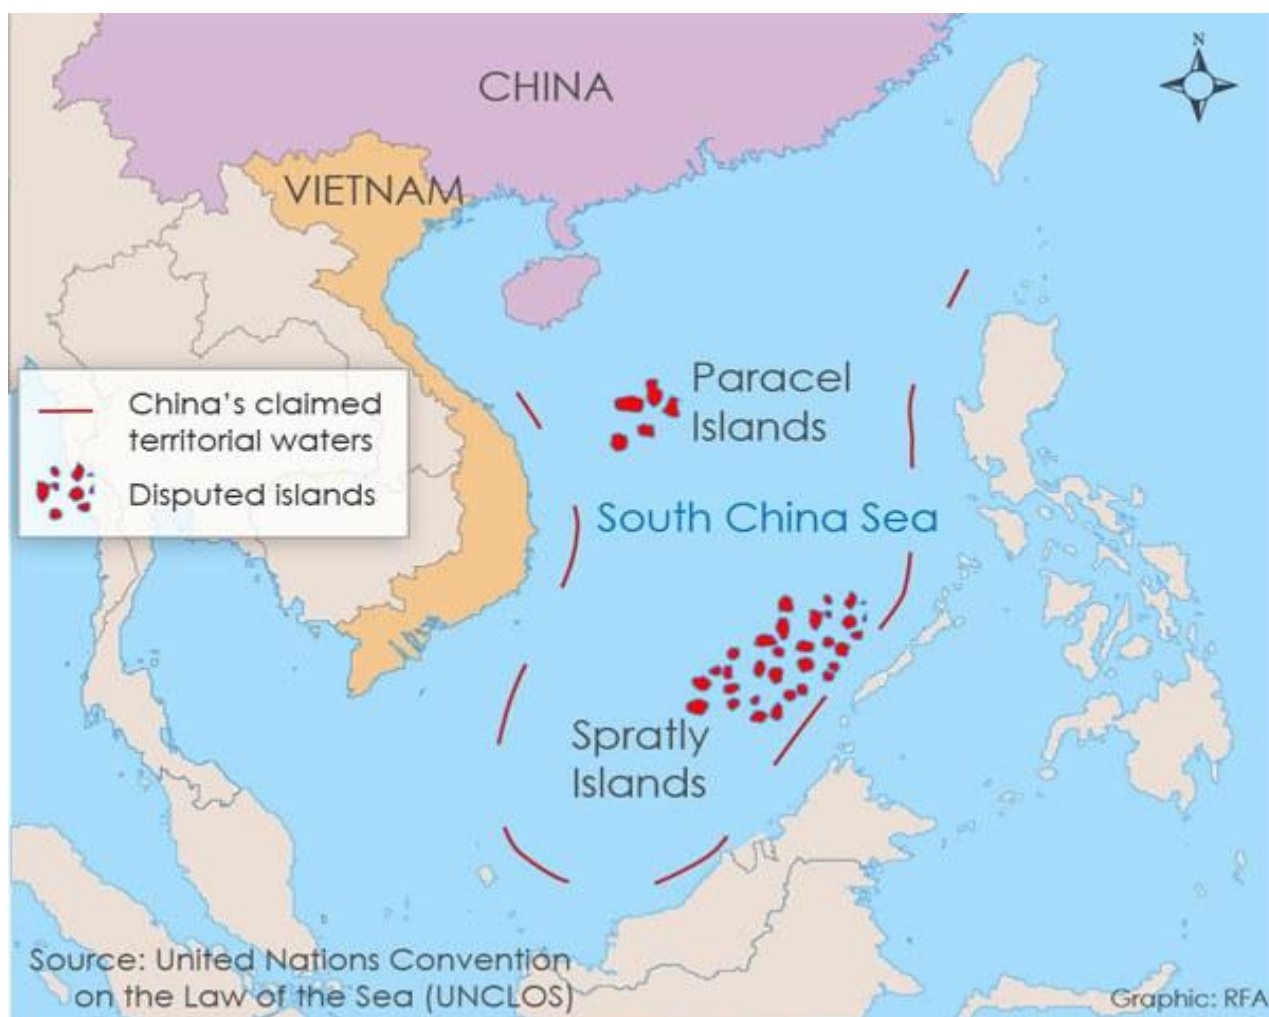 N
CHINA
VIETNAM
Paracel
Islands
China's claimed
territorial waters
Disputed islands
South China Sea
Spratly
Islands
Source: United Nations Convention
on the Law of the Sea (UNCLOS)
Graphic: RFA